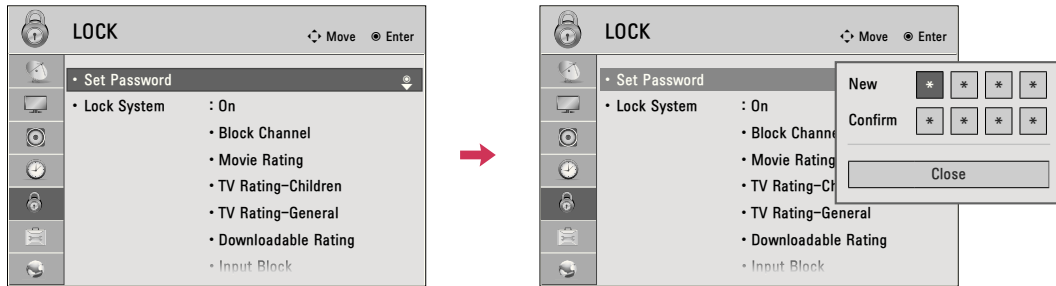 LOCK
Move
Enter
• Set Password
• Lock System : On
• Block Channel
• Movie Rating
• TV Rating-Children
• TV Rating-General
• Downloadable Rating
• Input Block
LOCK
Move
Enter
• Set Password
• Lock System : On
• Block Channe
• Movie Rating
• TV Rating-Ch
• TV Rating-General
• Downloadable Rating
• Input Block
New * * * *
Confirm * * * *
Close